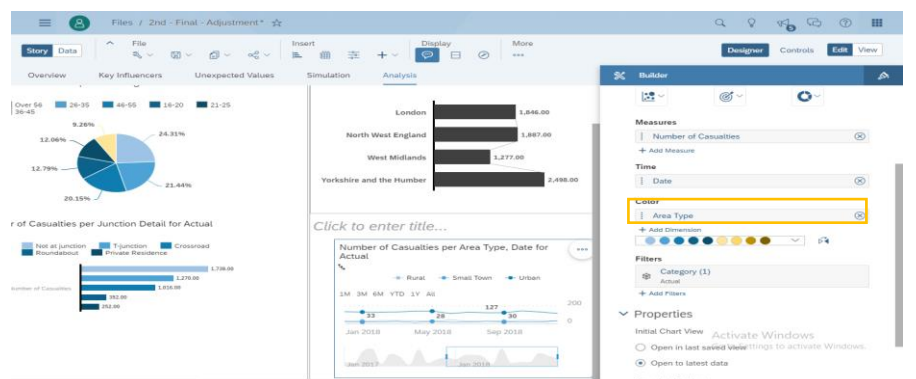 Files / 2nd - Final - Adjustment*
Story Data
File
Insert
Display
More
Designer Controls Edit View
Overview Key Influencers Unexpected Values Simulation Analysis
Builder
Over 56 26-35 46-55 16-20 21-25
36-45
9.26%
12.06%
12.79%
20.15%
21.44%
24.31%
London 1,846.00
North West England 1,887.00
West Midlands 1,277.00
Yorkshire and the Humber 2,498.00
r of Casualties per Junction Detail for Actual
Not at junction T-junction Crossroad
Roundabout Private Residence
umber of Casualties
1,739.00
1,270.00
1,016.00
352.00
252.00
Click to enter title...
Number of Casualties per Area Type, Date for
Actual
Rural Small Town Urban
1M 3M 6M YTD 1Y All
127
200
33 28 30
0
Jan 2018 May 2018 Sep 2018
Jan 2017 Jan 2018
Measures
Number of Casualties
+ Add Measure
Time
Date
Color
Area Type
+ Add Dimension
Filters
Category (1)
Actual
+ Add Filters
Properties
Initial Chart View
Activate Windows
Open in last saved view
ttings to activate Windows.
Open to latest data